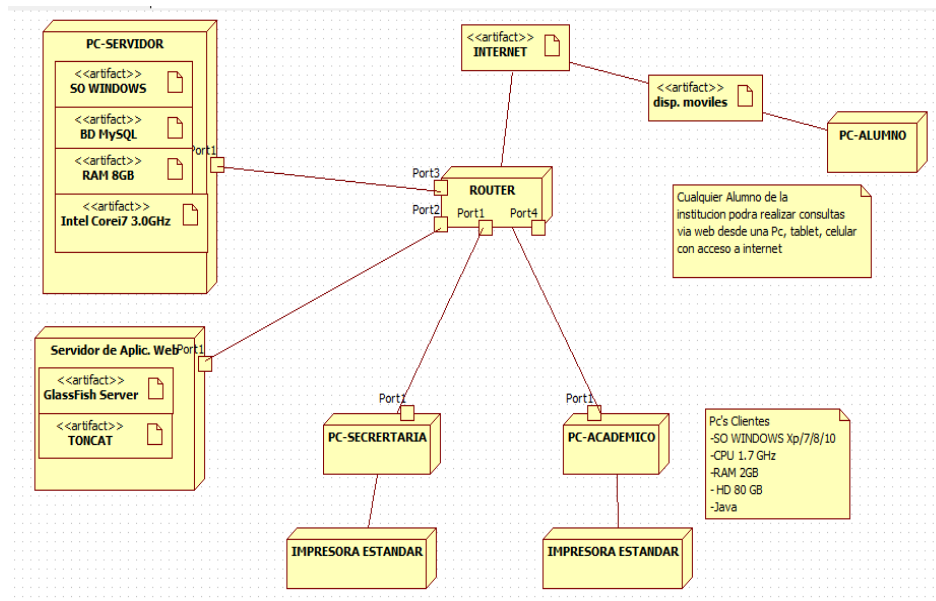 PC-SERVIDOR
<<artifact>>
SO WINDOWS
<<artifact>>
BD MySQL
<<artifact>>
RAM 8GB
<<artifact>>
Intel Corei7 3.0GHz
Port1
<<artifact>>
INTERNET
<<artifact>>
disp. moviles
PC-ALUMNO
Port3
ROUTER
Port2
Port1
Port4
Cualquier Alumno de la
institucion podra realizar consultas
via web desde una Pc, tablet, celular
con acceso a internet
Servidor de Aplic. Web
Port1
<<artifact>>
GlassFish Server
<<artifact>>
TONCAT
Port1
PC-SECRERTARIA
Port1
PC-ACADEMICO
Pc's Clientes
-SO WINDOWS Xp/7/8/10
-CPU 1.7 GHz
-RAM 2GB
- HD 80 GB
-Java
IMPRESORA ESTANDAR
IMPRESORA ESTANDAR